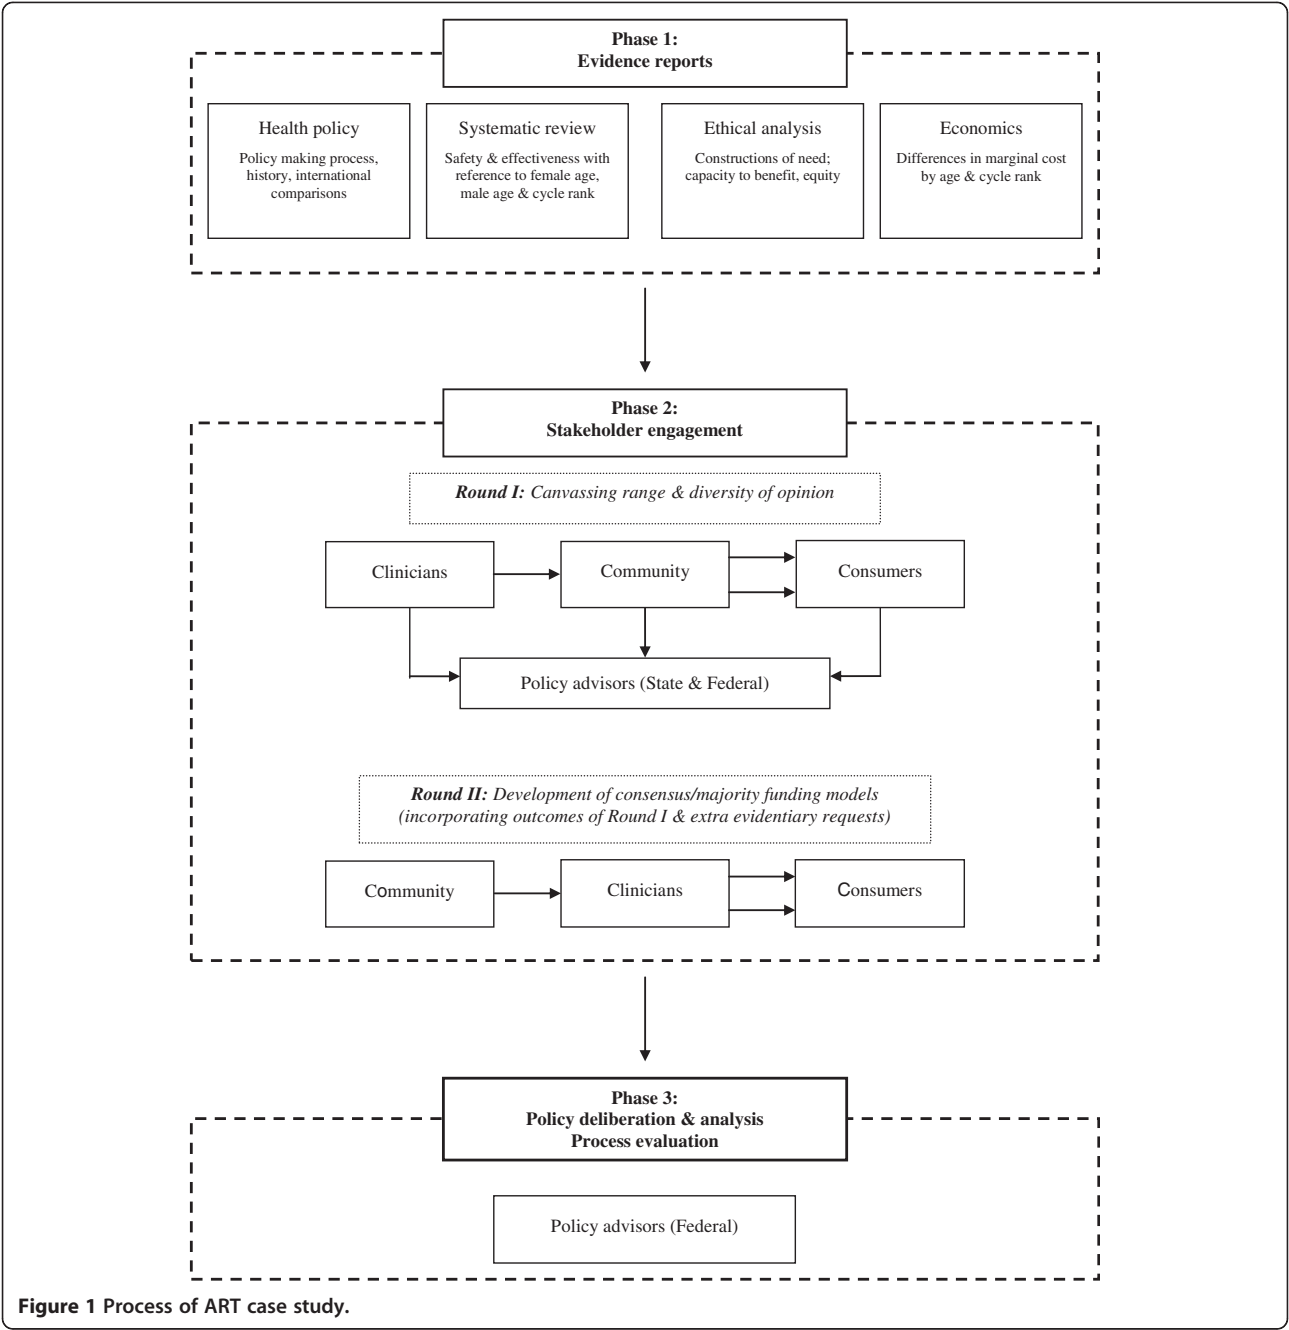 Phase 1:
Evidence reports
Health policy
Policy making process,
history, international
comparisons
Systematic review
Safety & effectiveness with
reference to female age,
male age & cycle rank
Ethical analysis
Constructions of need;
capacity to benefit, equity
Economics
Differences in marginal cost
by age & cycle rank
Phase 2:
Stakeholder engagement
Round I: Canvassing range & diversity of opinion
Clinicians
Community
Consumers
Policy advisors (State & Federal)
Round II: Development of consensus/majority funding models
(incorporating outcomes of Round I & extra evidentiary requests)
Community
Clinicians
Consumers
Phase 3:
Policy deliberation & analysis
Process evaluation
Policy advisors (Federal)
Figure 1 Process of ART case study.